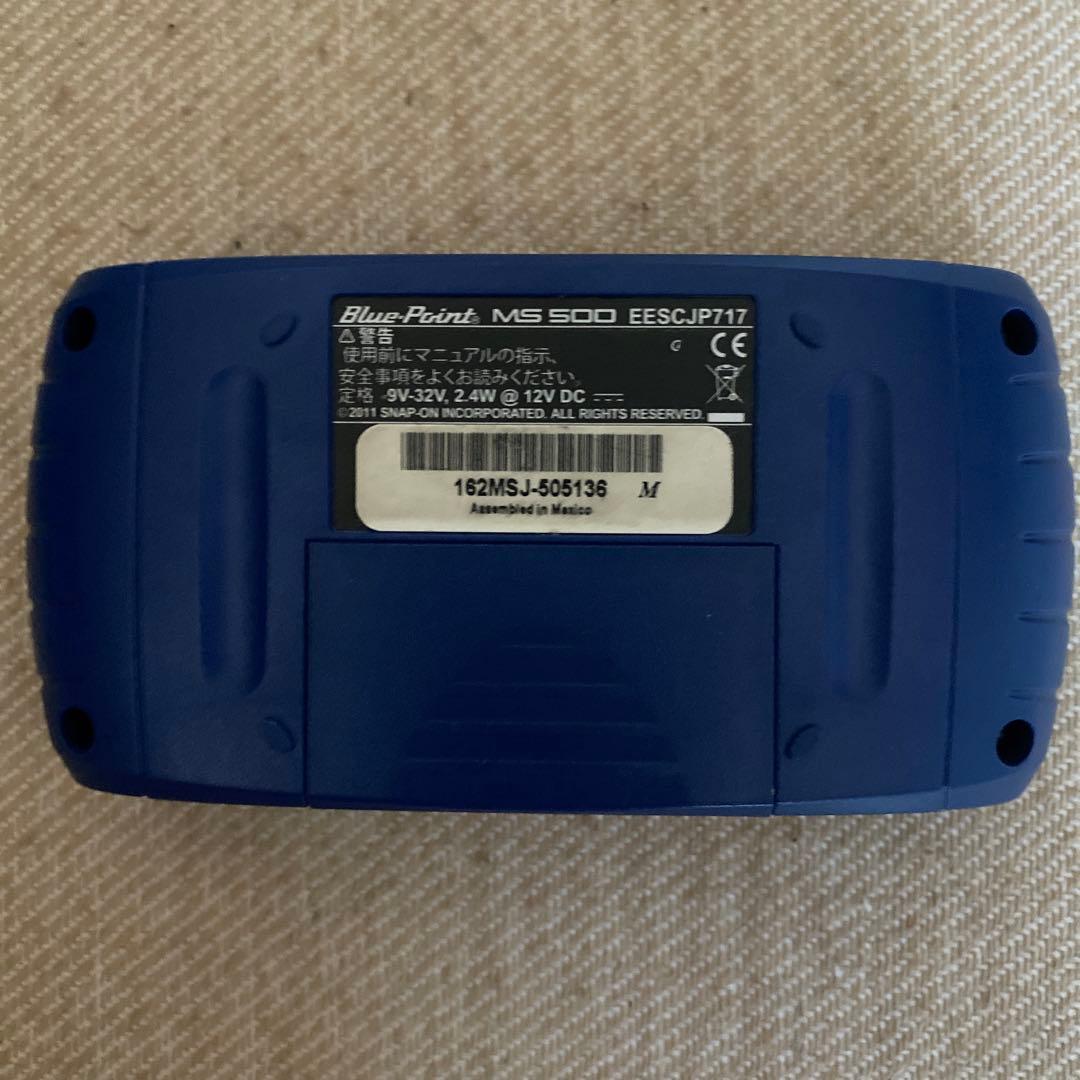 Blue-Point® MS 500 EESCJP717
⚠警告
使用前にマニュアルの指示、
安全事項をよくお読みください。
定格 -9V-32V, 2.4W @ 12V DC
©2011 SNAP-ON INCORPORATED. ALL RIGHTS RESERVED.
CE
162MSJ-505136 M
Assembled in Mexico